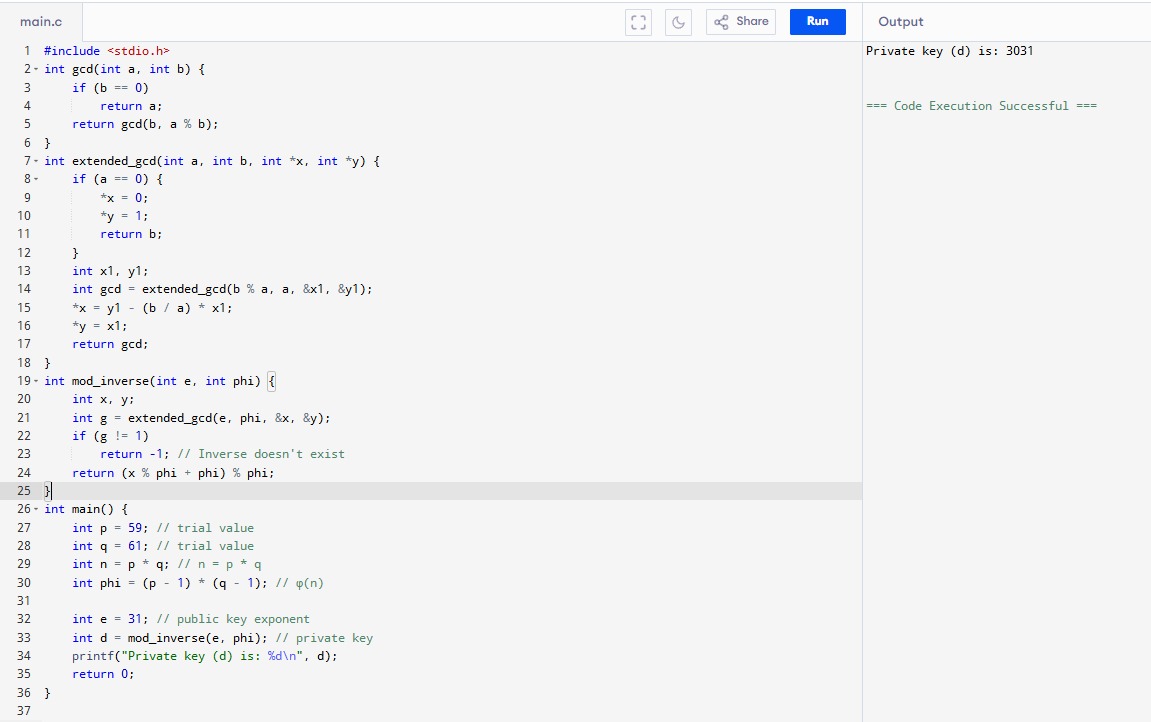 main.c
Share
Run
Output
1 #include <stdio.h>
2 int gcd(int a, int b) {
3     if (b == 0)
4         return a;
5     return gcd(b, a % b);
6 }
7 int extended_gcd(int a, int b, int *x, int *y) {
8     if (a == 0) {
9         *x = 0;
10         *y = 1;
11         return b;
12     }
13     int x1, y1;
14     int gcd = extended_gcd(b % a, a, &x1, &y1);
15     *x = y1 - (b / a) * x1;
16     *y = x1;
17     return gcd;
18 }
19 int mod_inverse(int e, int phi) {
20     int x, y;
21     int g = extended_gcd(e, phi, &x, &y);
22     if (g != 1)
23         return -1; // Inverse doesn't exist
24     return (x % phi + phi) % phi;
25 }
26 int main() {
27     int p = 59; // trial value
28     int q = 61; // trial value
29     int n = p * q; // n = p * q
30     int phi = (p - 1) * (q - 1); // φ(n)
31
32     int e = 31; // public key exponent
33     int d = mod_inverse(e, phi); // private key
34     printf("Private key (d) is: %d\n", d);
35     return 0;
36 }
37
Private key (d) is: 3031
=== Code Execution Successful ===